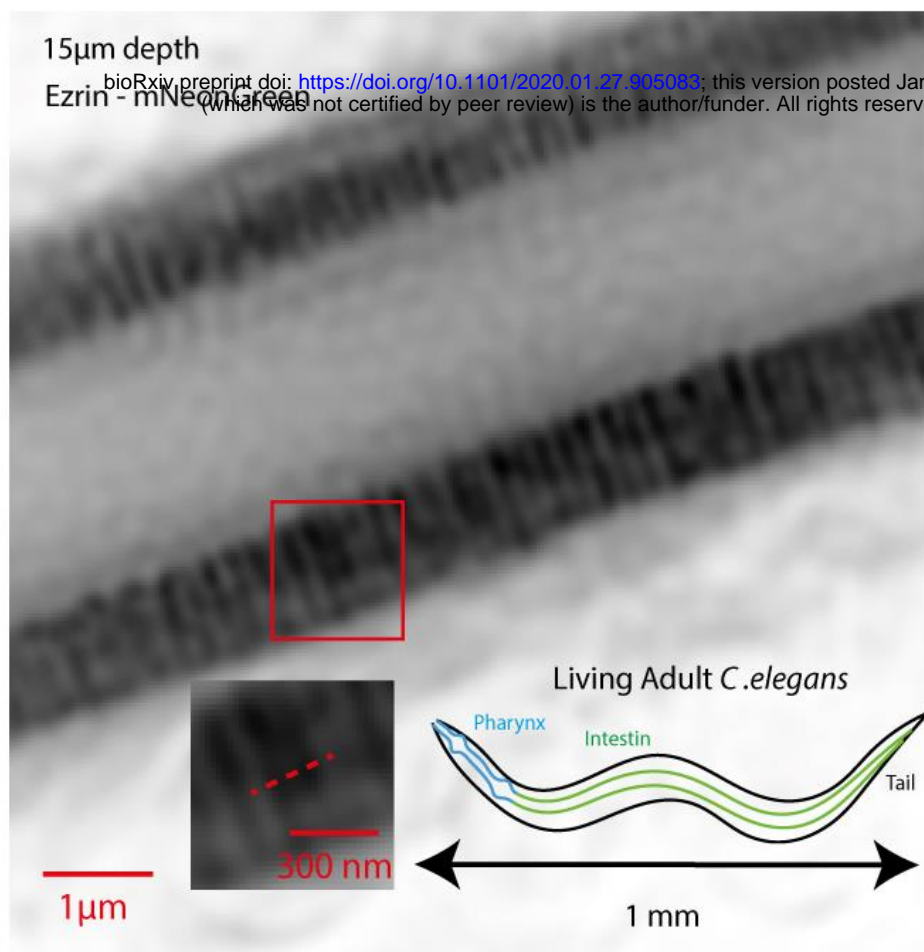 15µm depth
bioRxiv preprint doi: https://doi.org/10.1101/2020.01.27.905083; this version posted Jan
Ezrin - mNeonGreen
(which was not certified by peer review) is the author/funder. All rights reserv
Living Adult C.elegans
Pharynx
Intestin
Tail
300 nm
1µm
1 mm